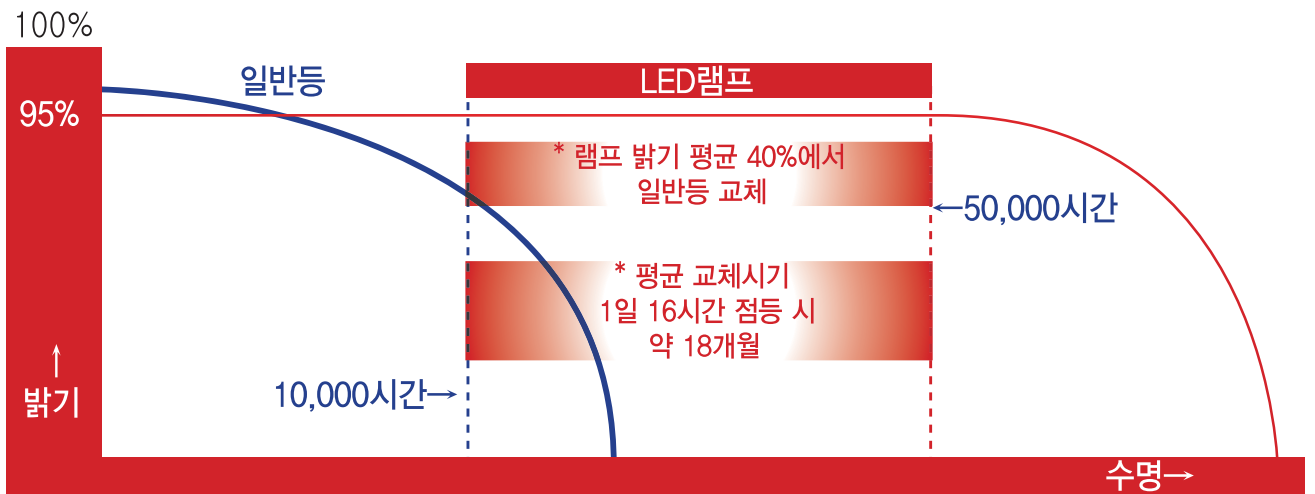 100%
일반등
LED램프
95%
* 램프 밝기 평균 40%에서
일반등 교체
←50,000시간
* 평균 교체시기
1일 16시간 점등 시
약 18개월
↑
밝기
10,000시간→
수명→